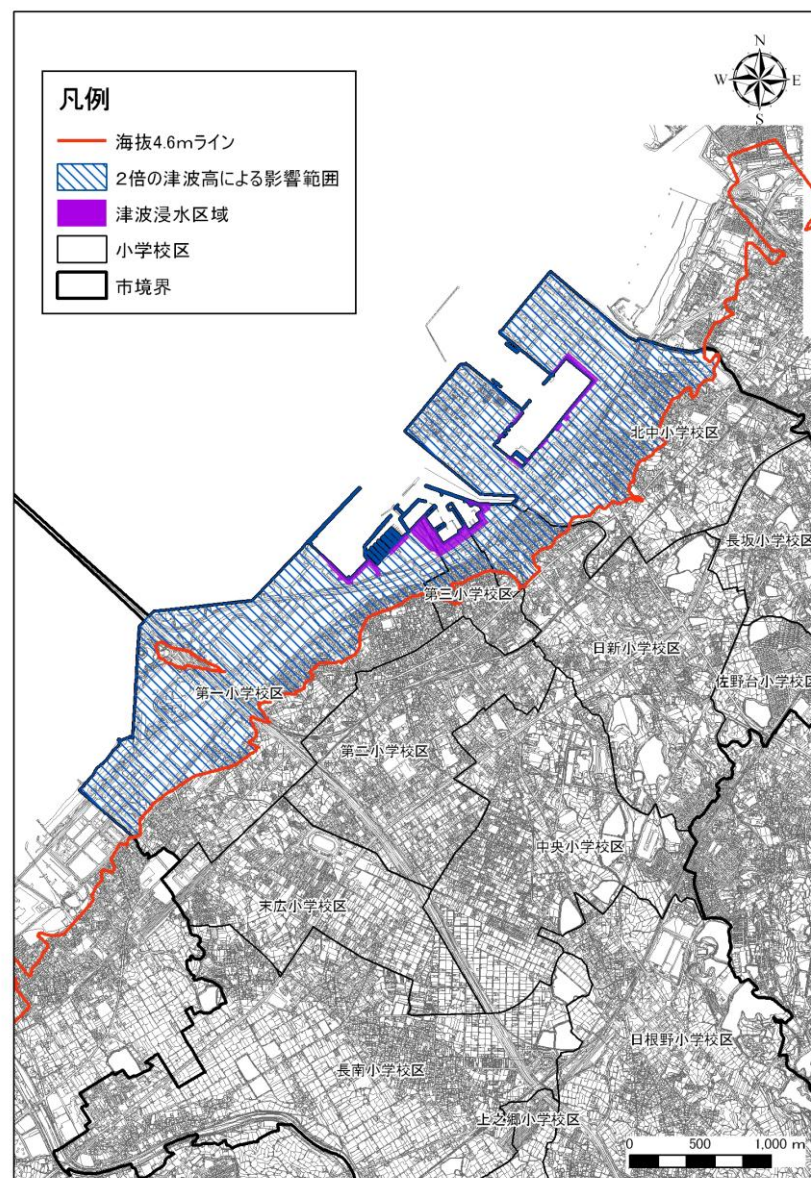 N
W
E
S
凡例
海抜4.6mライン
2倍の津波高による影響範囲
津波浸水区域
小学校区
市境界
北中小学校区
長坂小学校区
第三小学校区
日新小学校区
佐野台小学校区
第一小学校区
第二小学校区
中央小学校区
末広小学校区
日根野小学校区
長南小学校区
上之郷小学校区
0 500 1,000 m